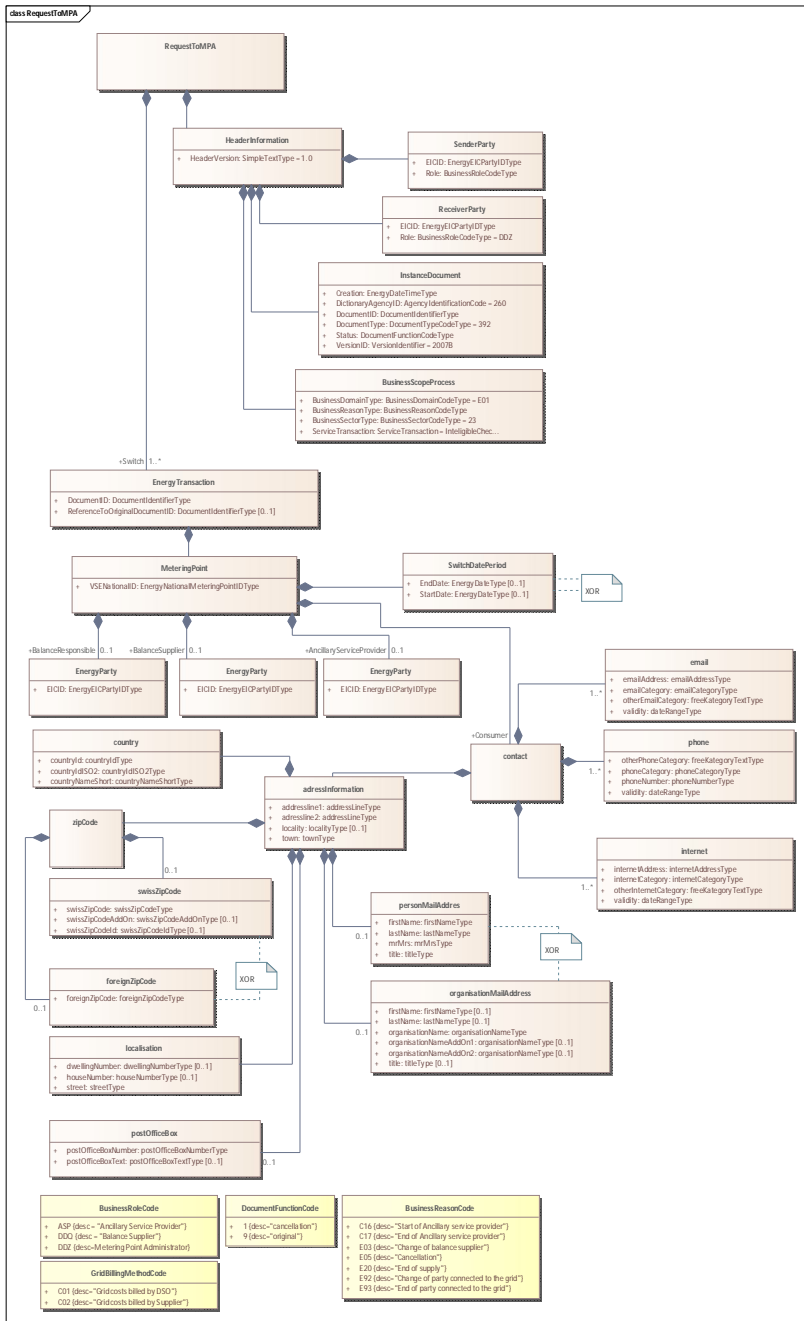 class RequestToMPA
RequestToMPA
HeaderInformation
+ HeaderVersion: SimpleTextType = 1.0
SenderParty
+ EICID: EnergyEICPartyIDType
+ Role: BusinessRoleCodeType
ReceiverParty
+ EICID: EnergyEICPartyIDType
+ Role: BusinessRoleCodeType = DDZ
InstanceDocument
+ Creation: EnergyDateTimeType
+ DictionaryAgencyID: AgencyIdentificationCode = 260
+ DocumentID: DocumentIdentifierType
+ DocumentType: DocumentTypeCodeType = 392
+ Status: DocumentFunctionCodeType
+ VersionID: VersionIdentifier = 2007B
BusinessScopeProcess
+ BusinessDomainType: BusinessDomainCodeType = E01
+ BusinessReasonType: BusinessReasonCodeType
+ BusinessSectorType: BusinessSectorCodeType = 23
+ ServiceTransaction: ServiceTransaction = InteligibleChec...
+Switch 1..*
EnergyTransaction
+ DocumentID: DocumentIdentifierType
+ ReferenceToOriginalDocumentID: DocumentIdentifierType [0..1]
MeteringPoint
+ VSENationalID: EnergyNationalMeteringPointIDType
SwitchDatePeriod
+ EndDate: EnergyDateType [0..1]
+ StartDate: EnergyDateType [0..1]
XOR
+BalanceResponsible 0..1
+BalanceSupplier 0..1
+AncillaryServiceProvider 0..1
EnergyParty
+ EICID: EnergyEICPartyIDType
EnergyParty
+ EICID: EnergyEICPartyIDType
EnergyParty
+ EICID: EnergyEICPartyIDType
email
+ emailAddress: emailAddressType
+ emailCategory: emailCategoryType
+ otherEmailCategory: freeKategoryTextType
+ validity: dateRangeType
1..*
+Consumer
contact
phone
+ otherPhoneCategory: freeKategoryTextType
+ phoneCategory: phoneCategoryType
+ phoneNumber: phoneNumberType
+ validity: dateRangeType
1..*
country
+ countryId: countryIdType
+ countryIdISO2: countryIdISO2Type
+ countryNameShort: countryNameShortType
adressInformation
+ addressline1: addressLineType
+ adressline2: addressLineType
+ locality: localityType [0..1]
+ town: townType
zipCode
0..1
internet
+ internetAddress: internetAddressType
+ internetCategory: internetCategoryType
+ otherInternetCategory: freeKategoryTextType
+ validity: dateRangeType
1..*
swissZipCode
+ swissZipCode: swissZipCodeType
+ swissZipCodeAddOn: swissZipCodeAddOnType [0..1]
+ swissZipCodeId: swissZipCodeIdType [0..1]
personMailAddres
+ firstName: firstNameType
+ lastName: lastNameType
+ mrMrs: mrMrsType
+ title: titleType
0..1
XOR
XOR
foreignZipCode
+ foreignZipCode: foreignZipCodeType
0..1
organisationMailAddress
+ firstName: firstNameType [0..1]
+ lastName: lastNameType [0..1]
+ organisationName: organisationNameType
+ organisationNameAddOn1: organisationNameType [0..1]
+ organisationNameAddOn2: organisationNameType [0..1]
+ title: titleType [0..1]
0..1
localisation
+ dwellingNumber: dwellingNumberType [0..1]
+ houseNumber: houseNumberType [0..1]
+ street: streetType
postOfficeBox
+ postOfficeBoxNumber: postOfficeBoxNumberType
+ postOfficeBoxText: postOfficeBoxTextType [0..1]
0..1
BusinessRoleCode
+ ASP {desc = "Ancillary Service Provider"}
+ DDQ {desc = "Balance Supplier"}
+ DDZ {desc=Metering Point Administrator}
DocumentFunctionCode
+ 1 {desc="cancellation"}
+ 9 {desc="original"}
BusinessReasonCode
+ C16 {desc="Start of Ancillary service provider"}
+ C17 {desc="End of Ancillary service provider"}
+ E03 {desc="Change of balance supplier"}
+ E05 {desc="Cancellation"}
+ E20 {desc="End of supply"}
+ E92 {desc="Change of party connected to the grid"}
+ E93 {desc="End of party connected to the grid"}
GridBillingMethodCode
+ C01 {desc="Grid costs billed by DSO"}
+ C02 {desc="Grid costs billed by Supplier"}